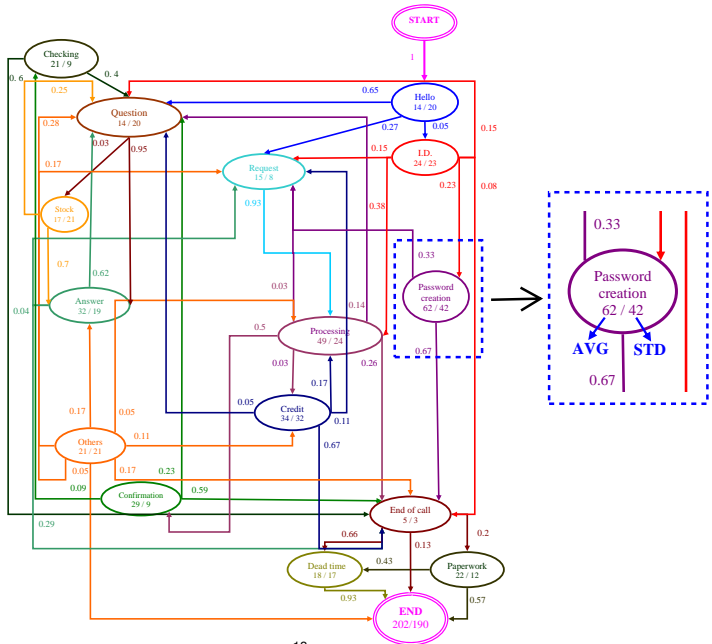 START
1
Checking
21 / 9
0. 6
0. 4
0.25
0.65
Hello
14 / 20
0.28
Question
14 / 20
0.27
0.05
0.15
0.03
0.95
0.15
I.D.
24 / 23
0.17
Request
15 / 8
0.23
0.08
0.93
0.38
Stock
17 / 21
0.33
0.33
0.7
0.62
0.03
Password
creation
62 / 42
Password
creation
62 / 42
0.04
Answer
32 / 19
0.14
0.5
Processing
49 / 24
AVG
STD
0.26
0.67
0.03
0.17
0.67
0.05
Credit
34 / 32
0.11
0.17
0.05
0.11
0.67
Others
21 / 21
0.05
0.17
0.23
0.09
Confirmation
29 / 9
0.59
End of call
5 / 3
0.29
0.66
0.13
0.2
0.43
Dead time
18 / 17
Paperwork
22 / 12
0.93
0.57
END
202/190